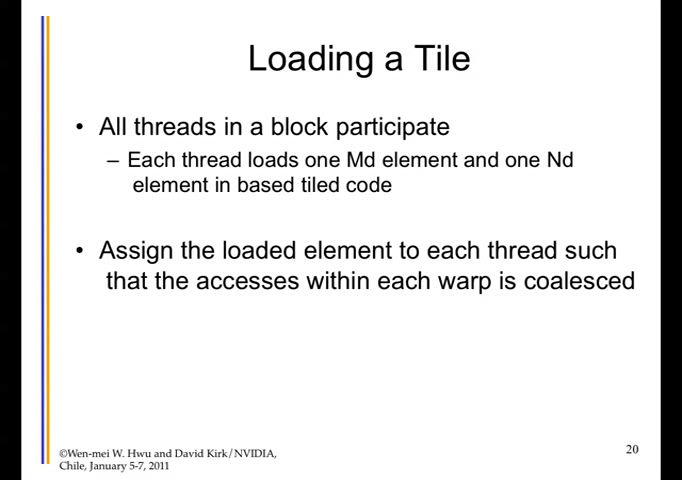 Loading a Tile
• All threads in a block participate
– Each thread loads one Md element and one Nd
element in based tiled code
• Assign the loaded element to each thread such
that the accesses within each warp is coalesced
©Wen-mei W. Hwu and David Kirk/NVIDIA,
Chile, January 5-7, 2011
20